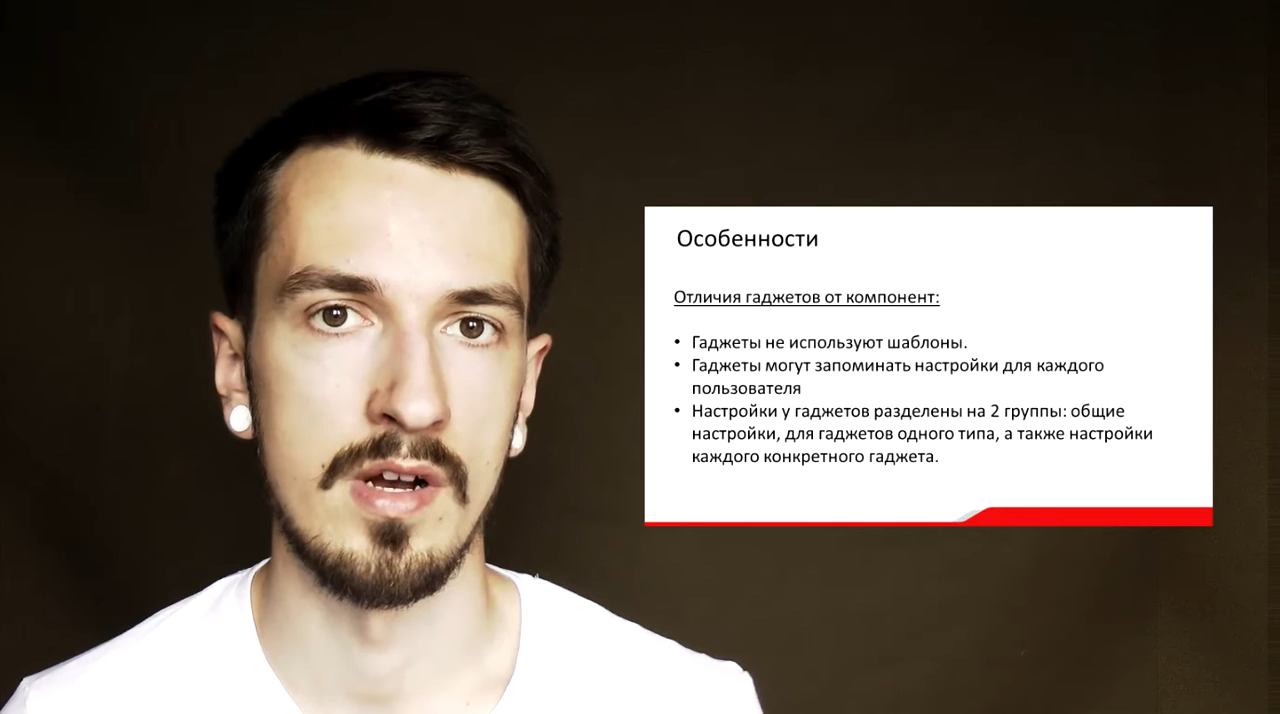 Особенности
Отличия гаджетов от компонент:
• Гаджеты не используют шаблоны.
• Гаджеты могут запоминать настройки для каждого
пользователя
• Настройки у гаджетов разделены на 2 группы: общие
настройки, для гаджетов одного типа, а также настройки
каждого конкретного гаджета.